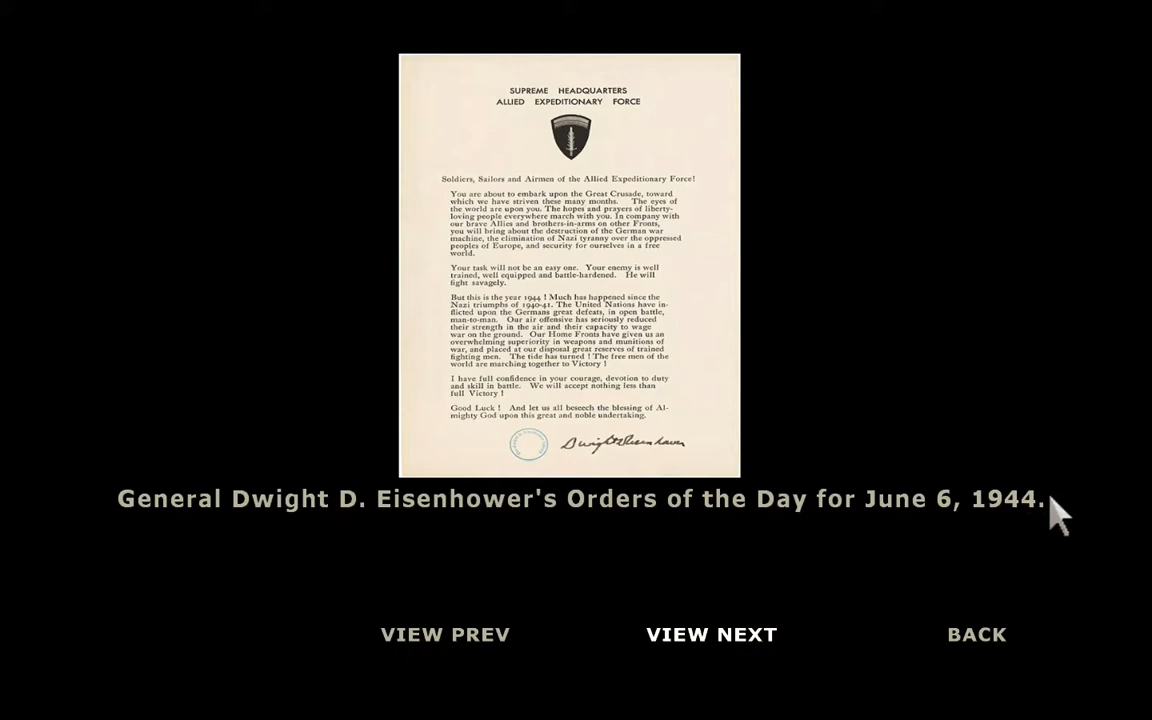 SUPREME HEADQUARTERS
ALLIED EXPEDITIONARY FORCE
Soldiers, Sailors and Airmen of the Allied Expeditionary Force!
You are about to embark upon the Great Crusade, toward
which we have striven these many months. The eyes of
the world are upon you. The hopes and prayers of liberty-
loving people everywhere march with you. In company with
our brave Allies and brothers-in-arms on other Fronts,
you will bring about the destruction of the German war
machine, the elimination of Nazi tyranny over the oppressed
peoples of Europe, and security for ourselves in a free
world.
Your task will not be an easy one. Your enemy is well
trained, well equipped and battle-hardened. He will
fight savagely.
But this is the year 1944 ! Much has happened since the
Nazi triumphs of 1940-41. The United Nations have in-
flicted upon the Germans great defeats, in open battle,
man-to-man. Our air offensive has seriously reduced
their strength in the air and their capacity to wage
war on the ground. Our Home Fronts have given us an
overwhelming superiority in weapons and munitions of
war, and placed at our disposal great reserves of trained
fighting men. The tide has turned ! The free men of the
world are marching together to Victory !
I have full confidence in your courage, devotion to duty
and skill in battle. We will accept nothing less than
full Victory !
Good Luck ! And let us all beseech the blessing of Al-
mighty God upon this great and noble undertaking.
Dwight D Eisenhower
General Dwight D. Eisenhower's Orders of the Day for June 6, 1944.
VIEW PREV
VIEW NEXT
BACK